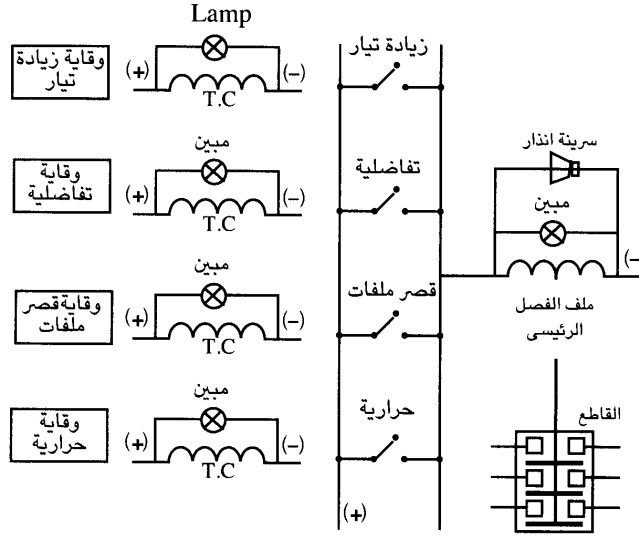 Lamp
وقاية زيادة
تيار
(+)
(–)
T.C
زيادة تيار
سرينة انذار
وقاية
تفاضلية
مبين
(+)
(–)
T.C
تفاضلية
مبين
(–)
وقاية قصر
ملفات
مبين
(+)
(–)
T.C
قصر ملفات
ملف الفصل
الرئيسى
وقاية
حرارية
مبين
(+)
(–)
T.C
حرارية
القاطع
(+)